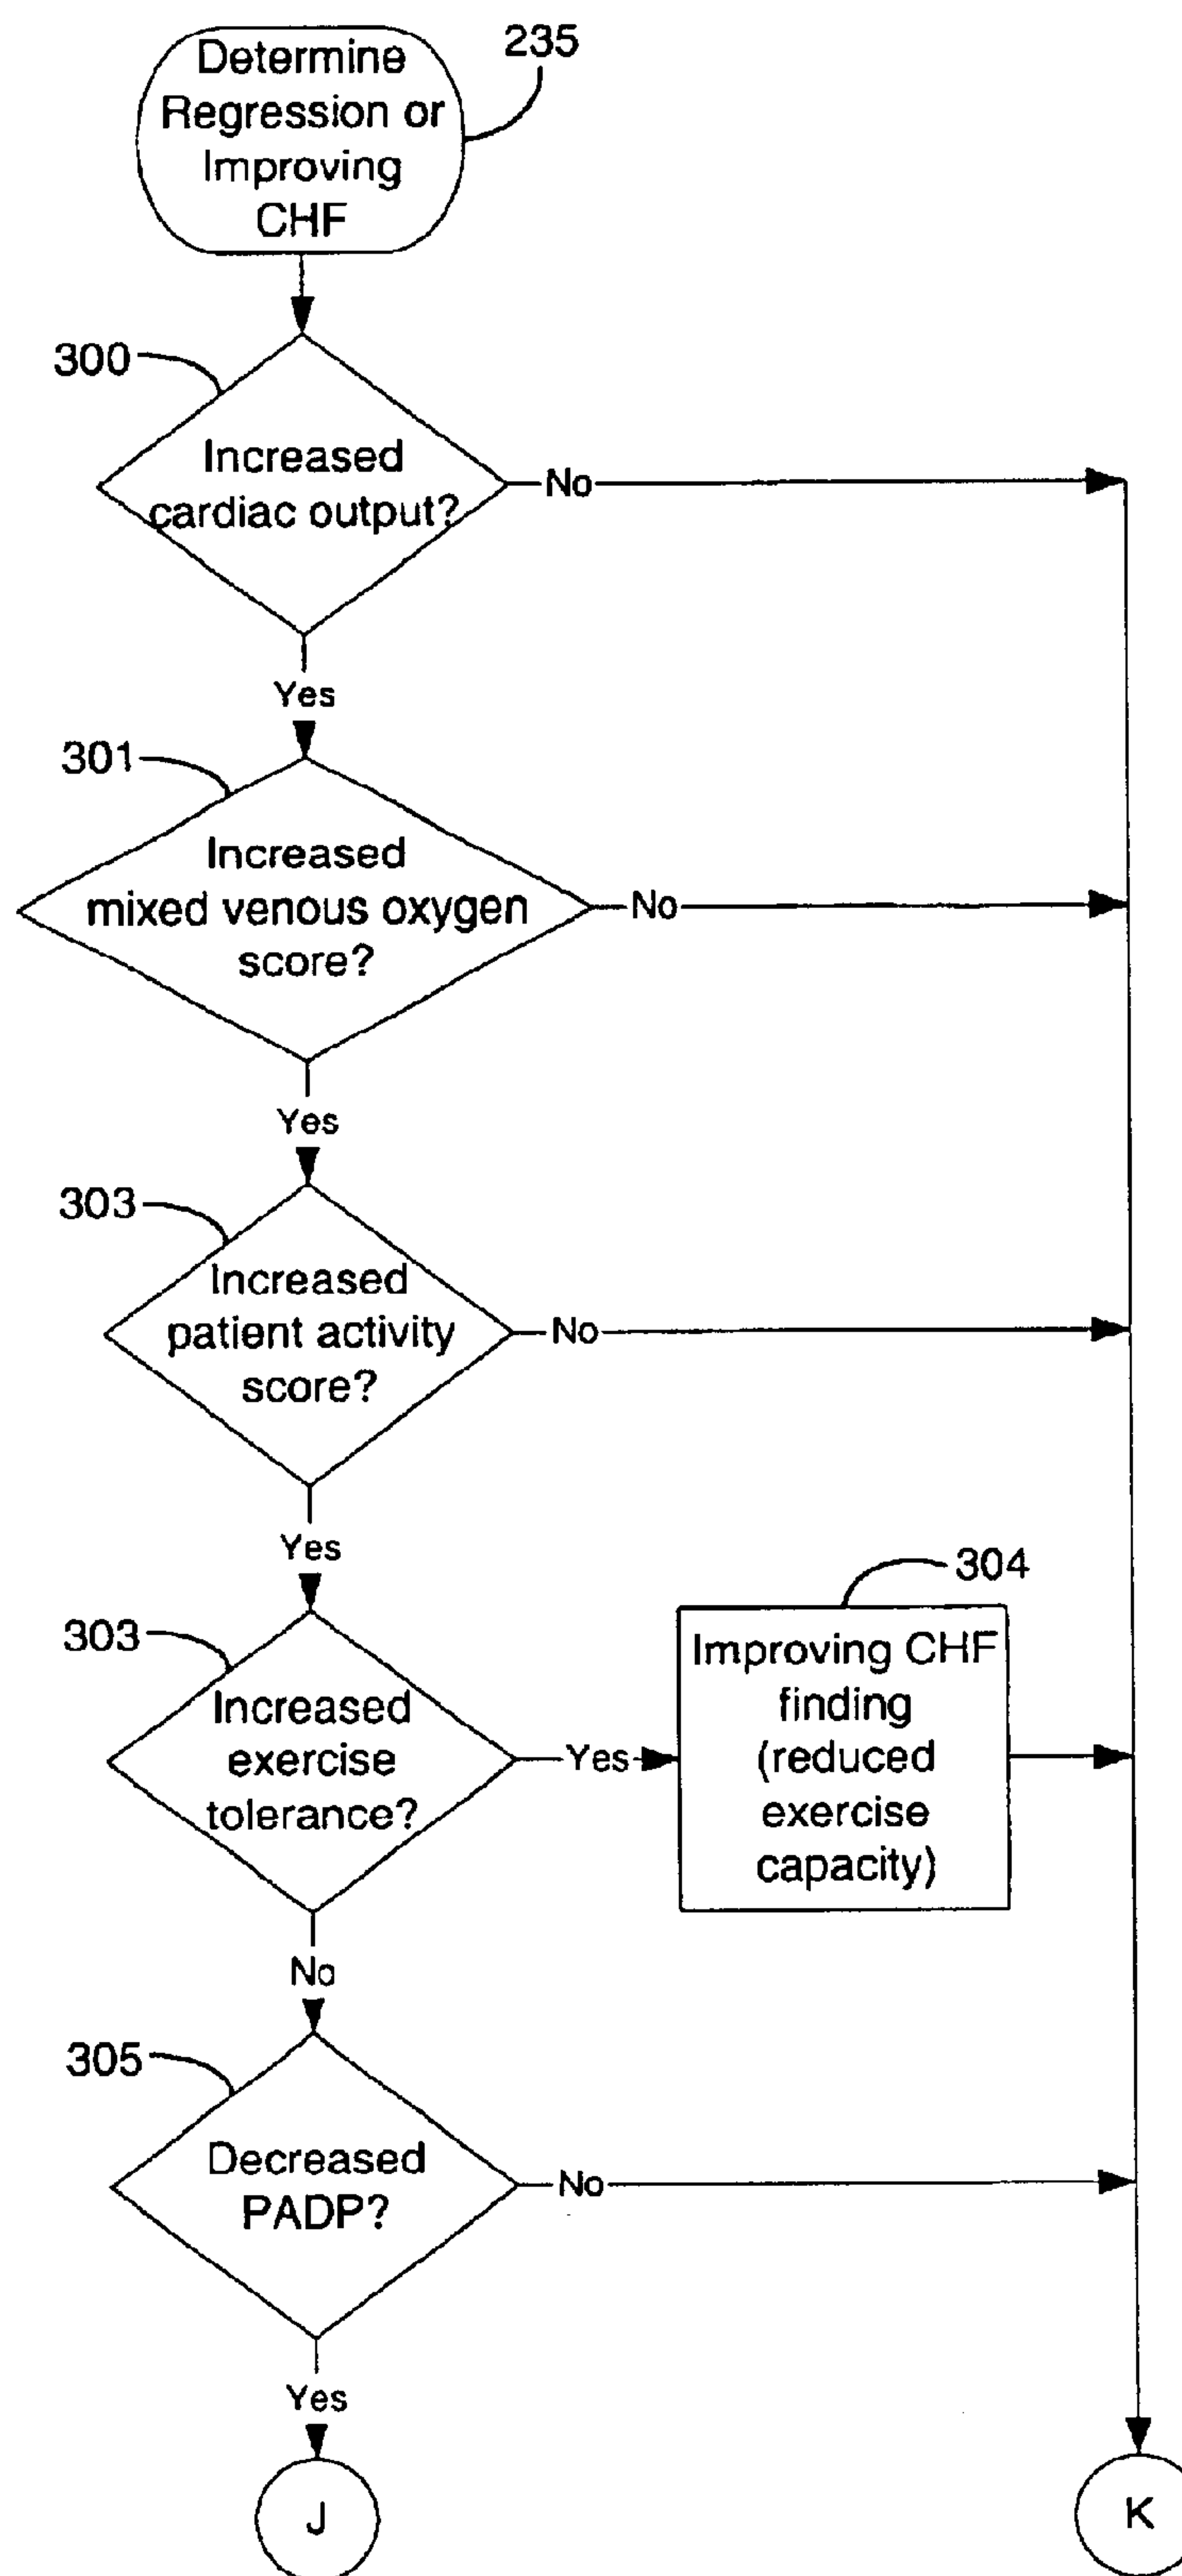 Determine
Regression or
Improving
CHF
235
300
Increased
cardiac output?
No
Yes
301
Increased
mixed venous oxygen
score?
No
Yes
303
Increased
patient activity
score?
No
Yes
303
Increased
exercise
tolerance?
Yes
304
Improving CHF
finding
(reduced
exercise
capacity)
No
305
Decreased
PADP?
No
Yes
J
K